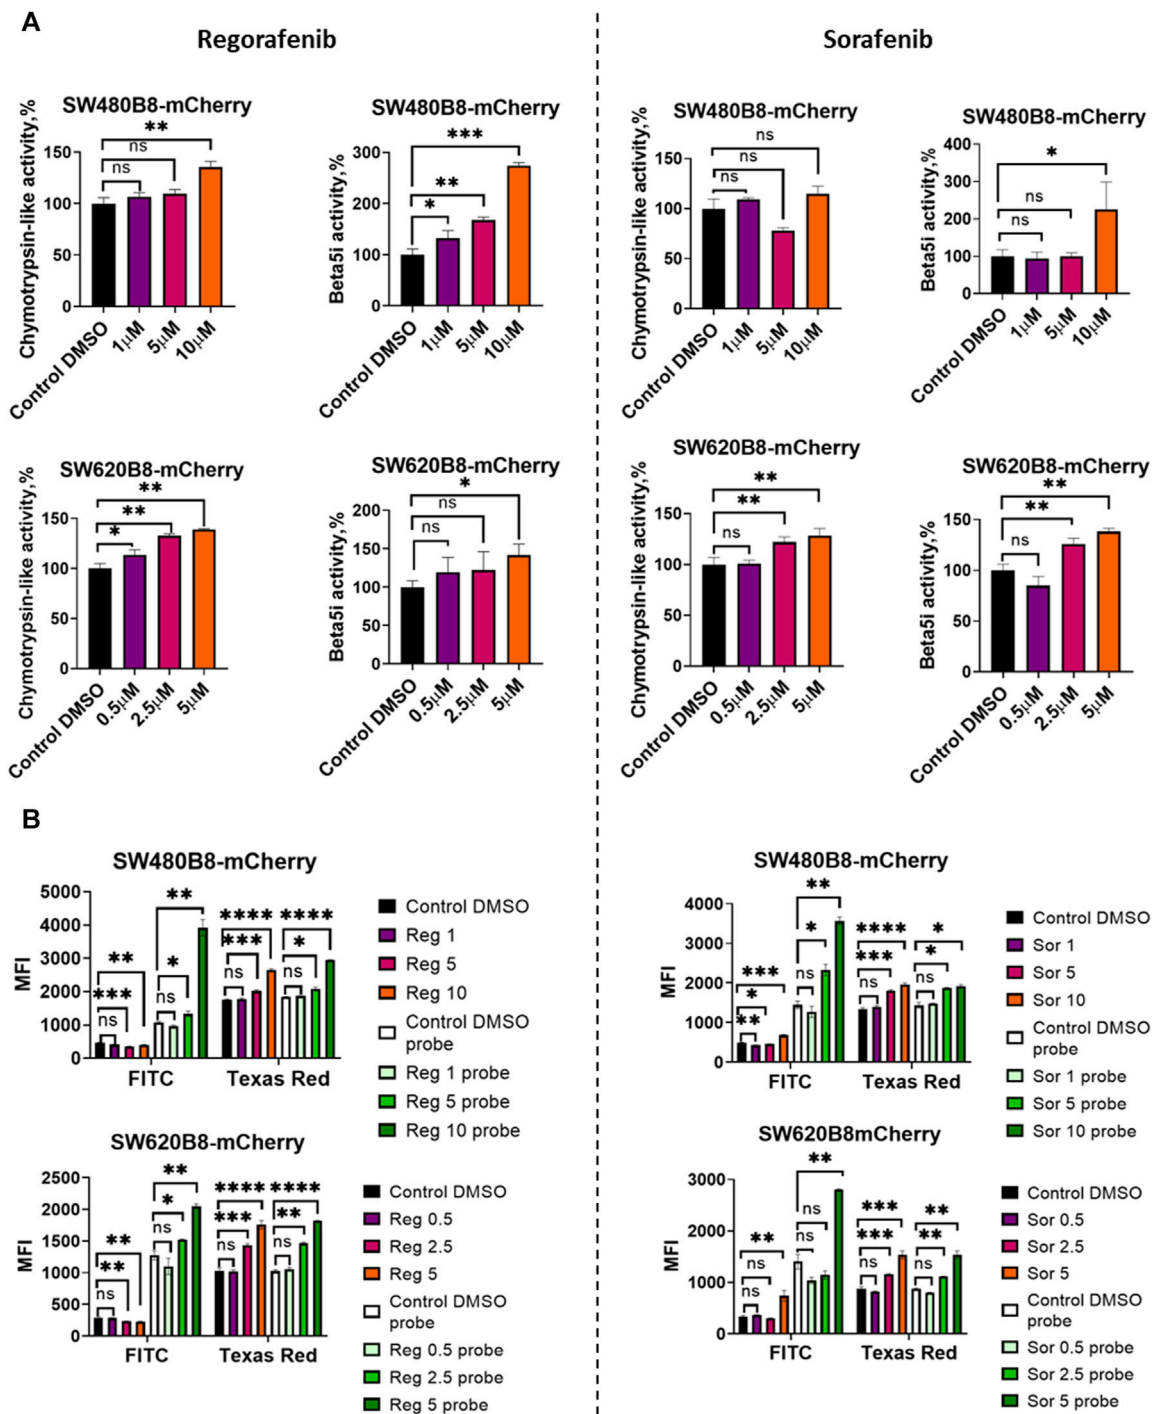 A
Regorafenib
Sorafenib
SW480B8-mCherry
Chymotrypsin-like activity,%
150
100
50
0
ns
ns
**
Control DMSO
1μM
5μM
10μM
SW480B8-mCherry
Beta5i activity,%
300
200
100
0
*
**
***
Control DMSO
1μM
5μM
10μM
SW480B8-mCherry
Chymotrypsin-like activity,%
150
100
50
0
ns
ns
ns
Control DMSO
1μM
5μM
10μM
SW480B8-mCherry
Beta5i activity,%
400
300
200
100
0
ns
ns
*
Control DMSO
1μM
5μM
10μM
SW620B8-mCherry
Chymotrypsin-like activity,%
150
100
50
0
*
**
**
Control DMSO
0.5μM
2.5μM
5μM
SW620B8-mCherry
Beta5i activity,%
200
150
100
50
0
ns
ns
*
Control DMSO
0.5μM
2.5μM
5μM
SW620B8-mCherry
Chymotrypsin-like activity,%
150
100
50
0
ns
**
**
Control DMSO
0.5μM
2.5μM
5μM
SW620B8-mCherry
Beta5i activity,%
150
100
50
0
ns
**
**
Control DMSO
0.5μM
2.5μM
5μM
B
SW480B8-mCherry
MFI
5000
4000
3000
2000
1000
0
ns
***
**
ns
*
**
ns
***
****
ns
*
****
FITC
Texas Red
Control DMSO
Reg 1
Reg 5
Reg 10
Control DMSO
probe
Reg 1 probe
Reg 5 probe
Reg 10 probe
SW480B8-mCherry
MFI
4000
3000
2000
1000
0
**
*
***
ns
*
**
ns
***
****
ns
*
*
FITC
Texas Red
Control DMSO
Sor 1
Sor 5
Sor 10
Control DMSO
probe
Sor 1 probe
Sor 5 probe
Sor 10 probe
SW620B8-mCherry
MFI
2500
2000
1500
1000
500
0
ns
**
**
ns
*
**
ns
***
****
ns
**
****
FITC
Texas Red
Control DMSO
Reg 0.5
Reg 2.5
Reg 5
Control DMSO
probe
Reg 0.5 probe
Reg 2.5 probe
Reg 5 probe
SW620B8mCherry
MFI
3000
2000
1000
0
ns
ns
**
ns
ns
**
ns
***
***
ns
**
**
FITC
Texas Red
Control DMSO
Sor 0.5
Sor 2.5
Sor 5
Control DMSO
probe
Sor 0.5 probe
Sor 2.5 probe
Sor 5 probe